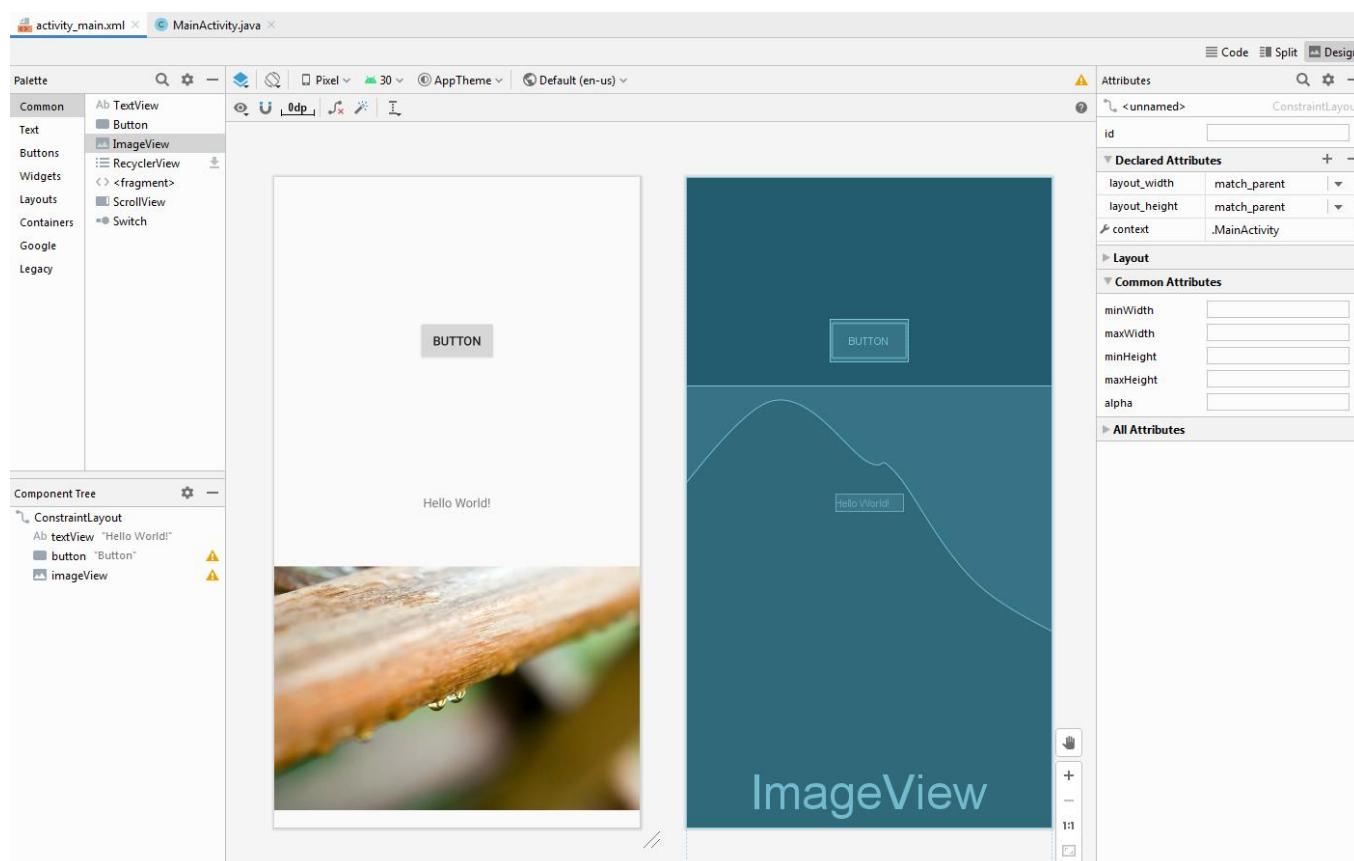 activity_main.xml MainActivity.java
Code Split Design
Palette
Common
Text
Buttons
Widgets
Layouts
Containers
Google
Legacy
Ab TextView
Button
ImageView
RecyclerView
<fragment>
ScrollView
Switch
Pixel 30 AppTheme Default (en-us)
0dp
BUTTON
Hello World!
BUTTON
Hello World!
ImageView
1:1
Component Tree
ConstraintLayout
Ab textView "Hello World!"
button "Button"
imageView
Attributes
<unnamed> ConstraintLayou
id
Declared Attributes
layout_width match_parent
layout_height match_parent
context .MainActivity
Layout
Common Attributes
minWidth
maxWidth
minHeight
maxHeight
alpha
All Attributes